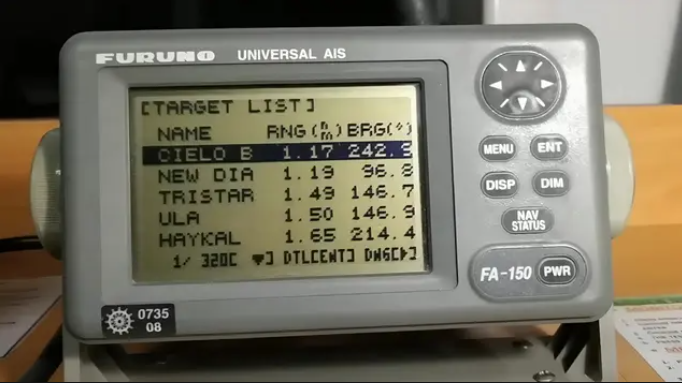 FURUNO UNIVERSAL AIS
[TARGET LIST]
NAME RNG(nm) BRG(°)
CIELO B 1.17 242.9
NEW DIA 1.19 96.8
TRISTAR 1.49 146.7
ULA 1.50 146.9
HAYKAL 1.65 214.4
1/ 320[ ▼] DTL[ENT] DNG[▶]
MENU ENT
DISP DIM
NAV
STATUS
FA-150 PWR
0735
08